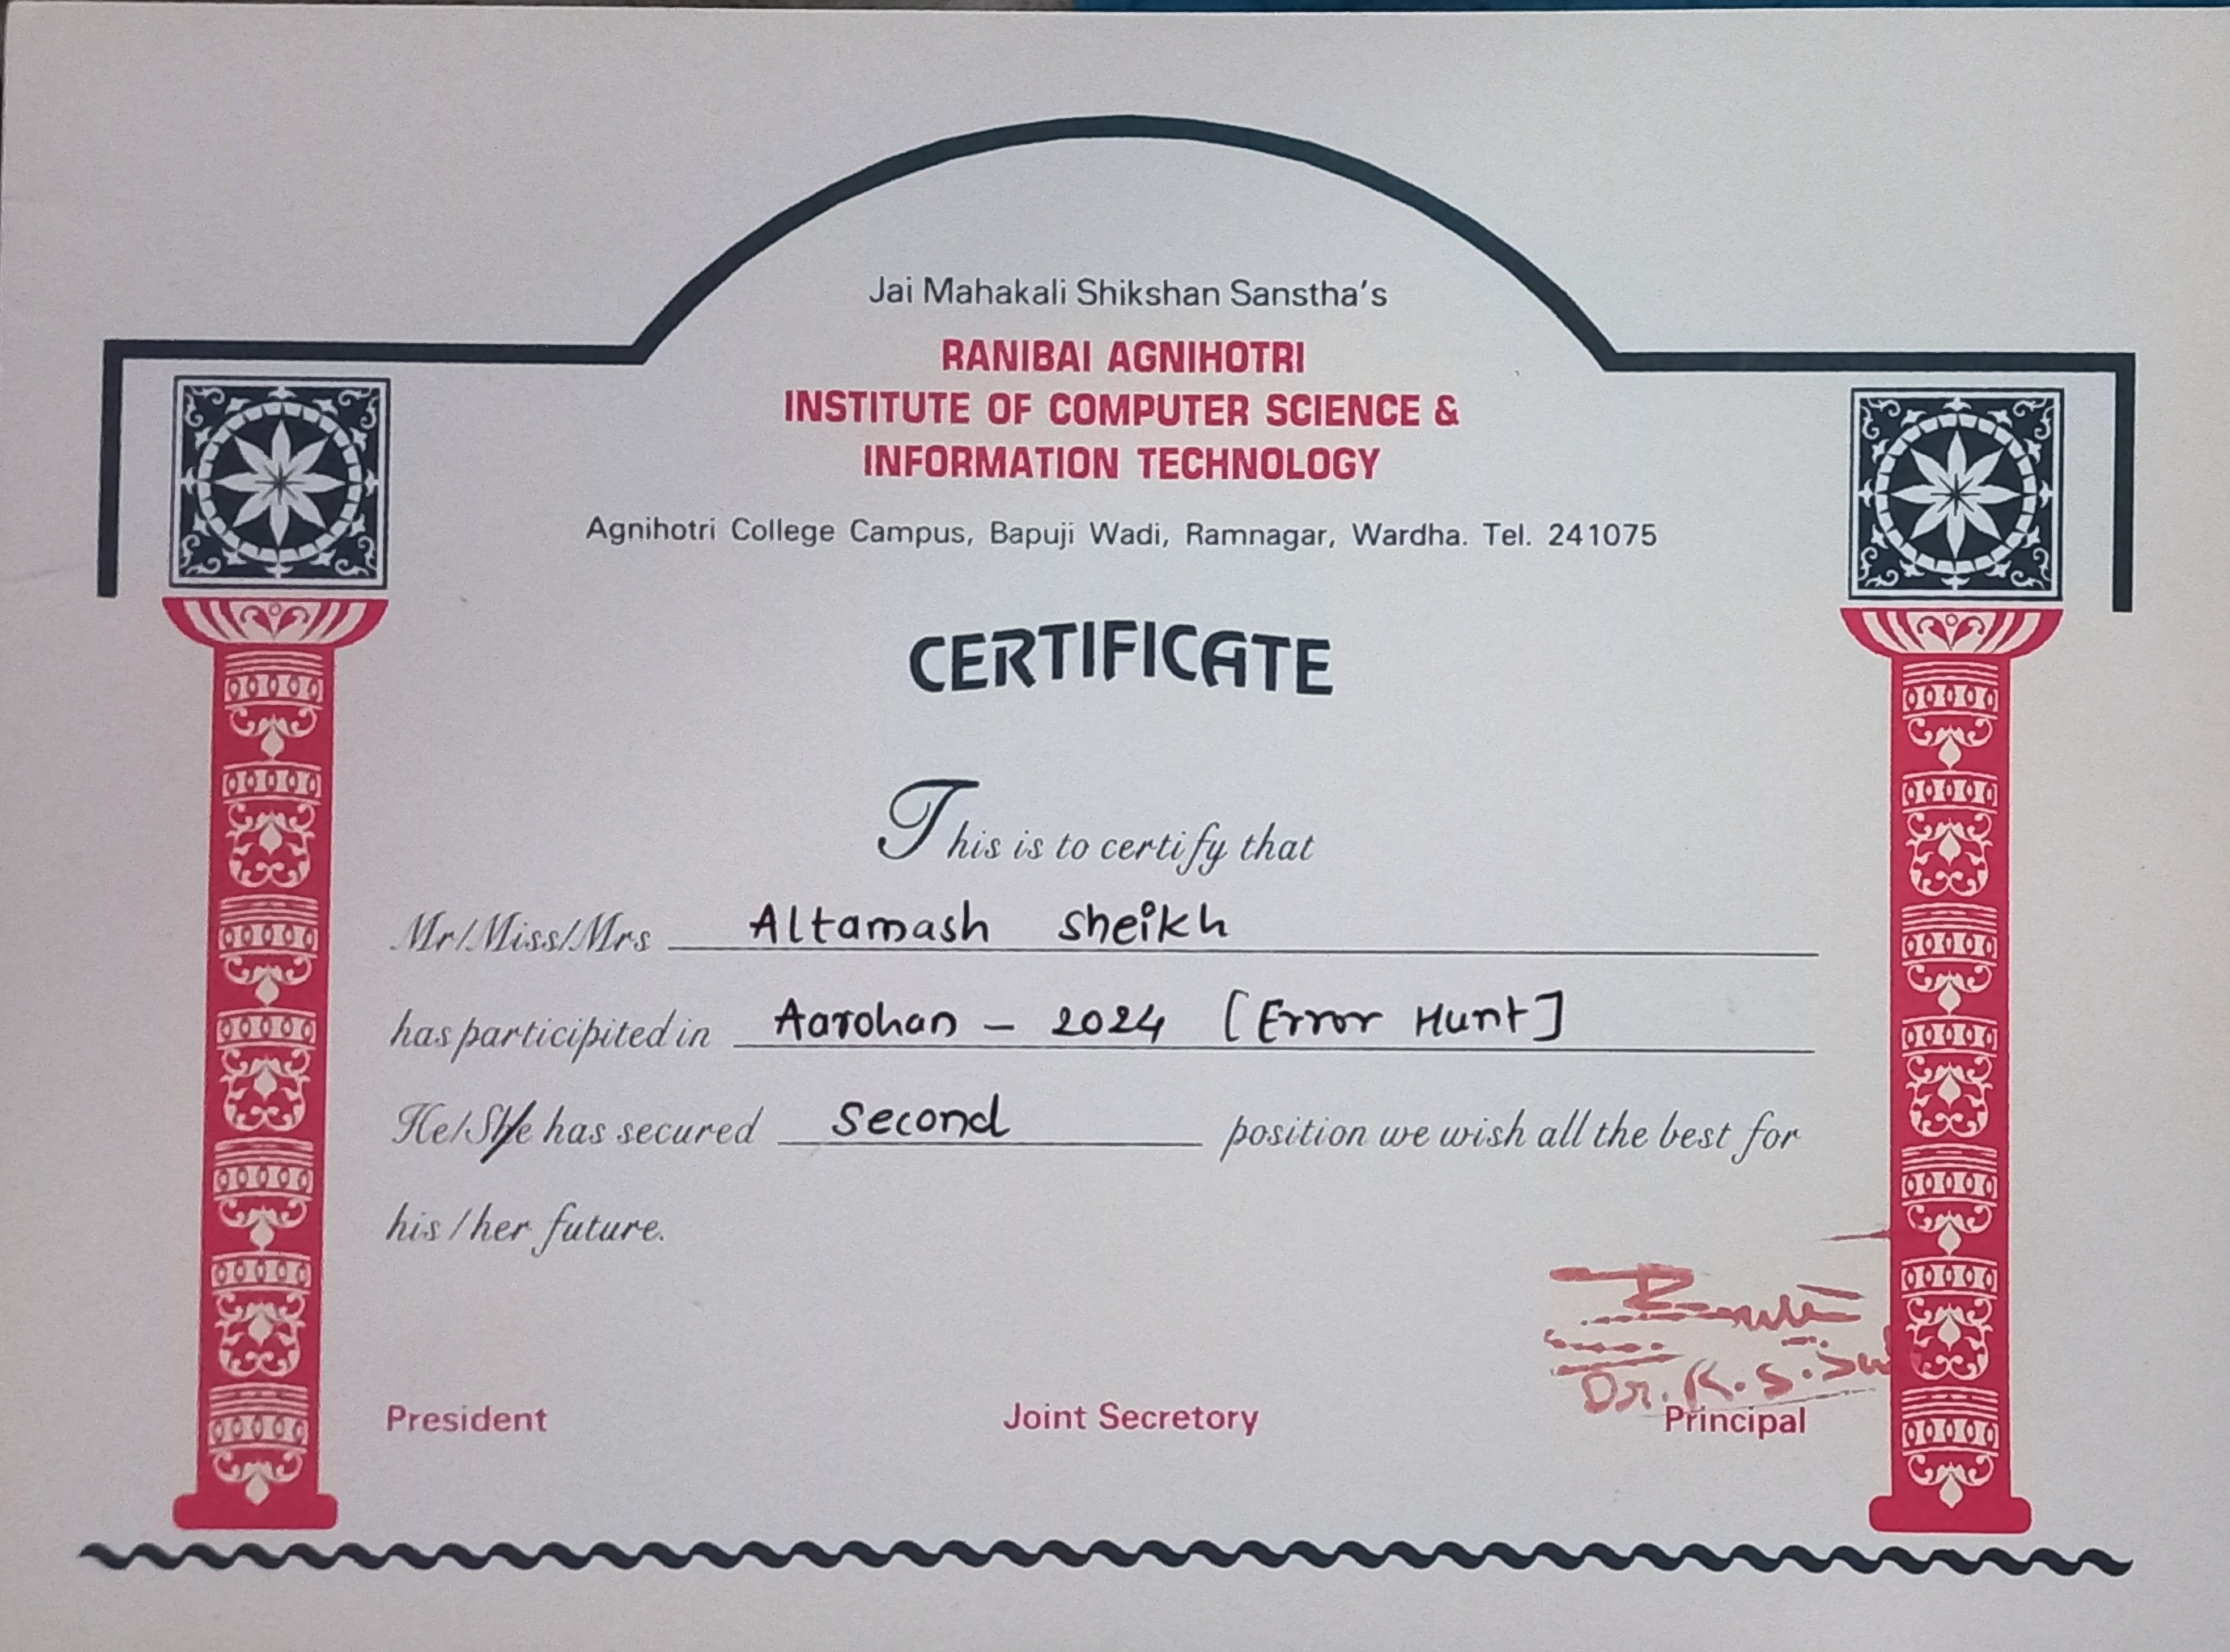 Jai Mahakali Shikshan Sanstha's
RANIBAI AGNIHOTRI
INSTITUTE OF COMPUTER SCIENCE &
INFORMATION TECHNOLOGY
Agnihotri College Campus, Bapuji Wadi, Ramnagar, Wardha. Tel. 241075
CERTIFICATE
This is to certify that
Mr/Miss/Mrs Altamash Sheikh
has participited in Aarohan - 2024 [Error Hunt]
He/She has secured Second position we wish all the best for
his / her future.
Dr. R. S.
President Joint Secretory Principal